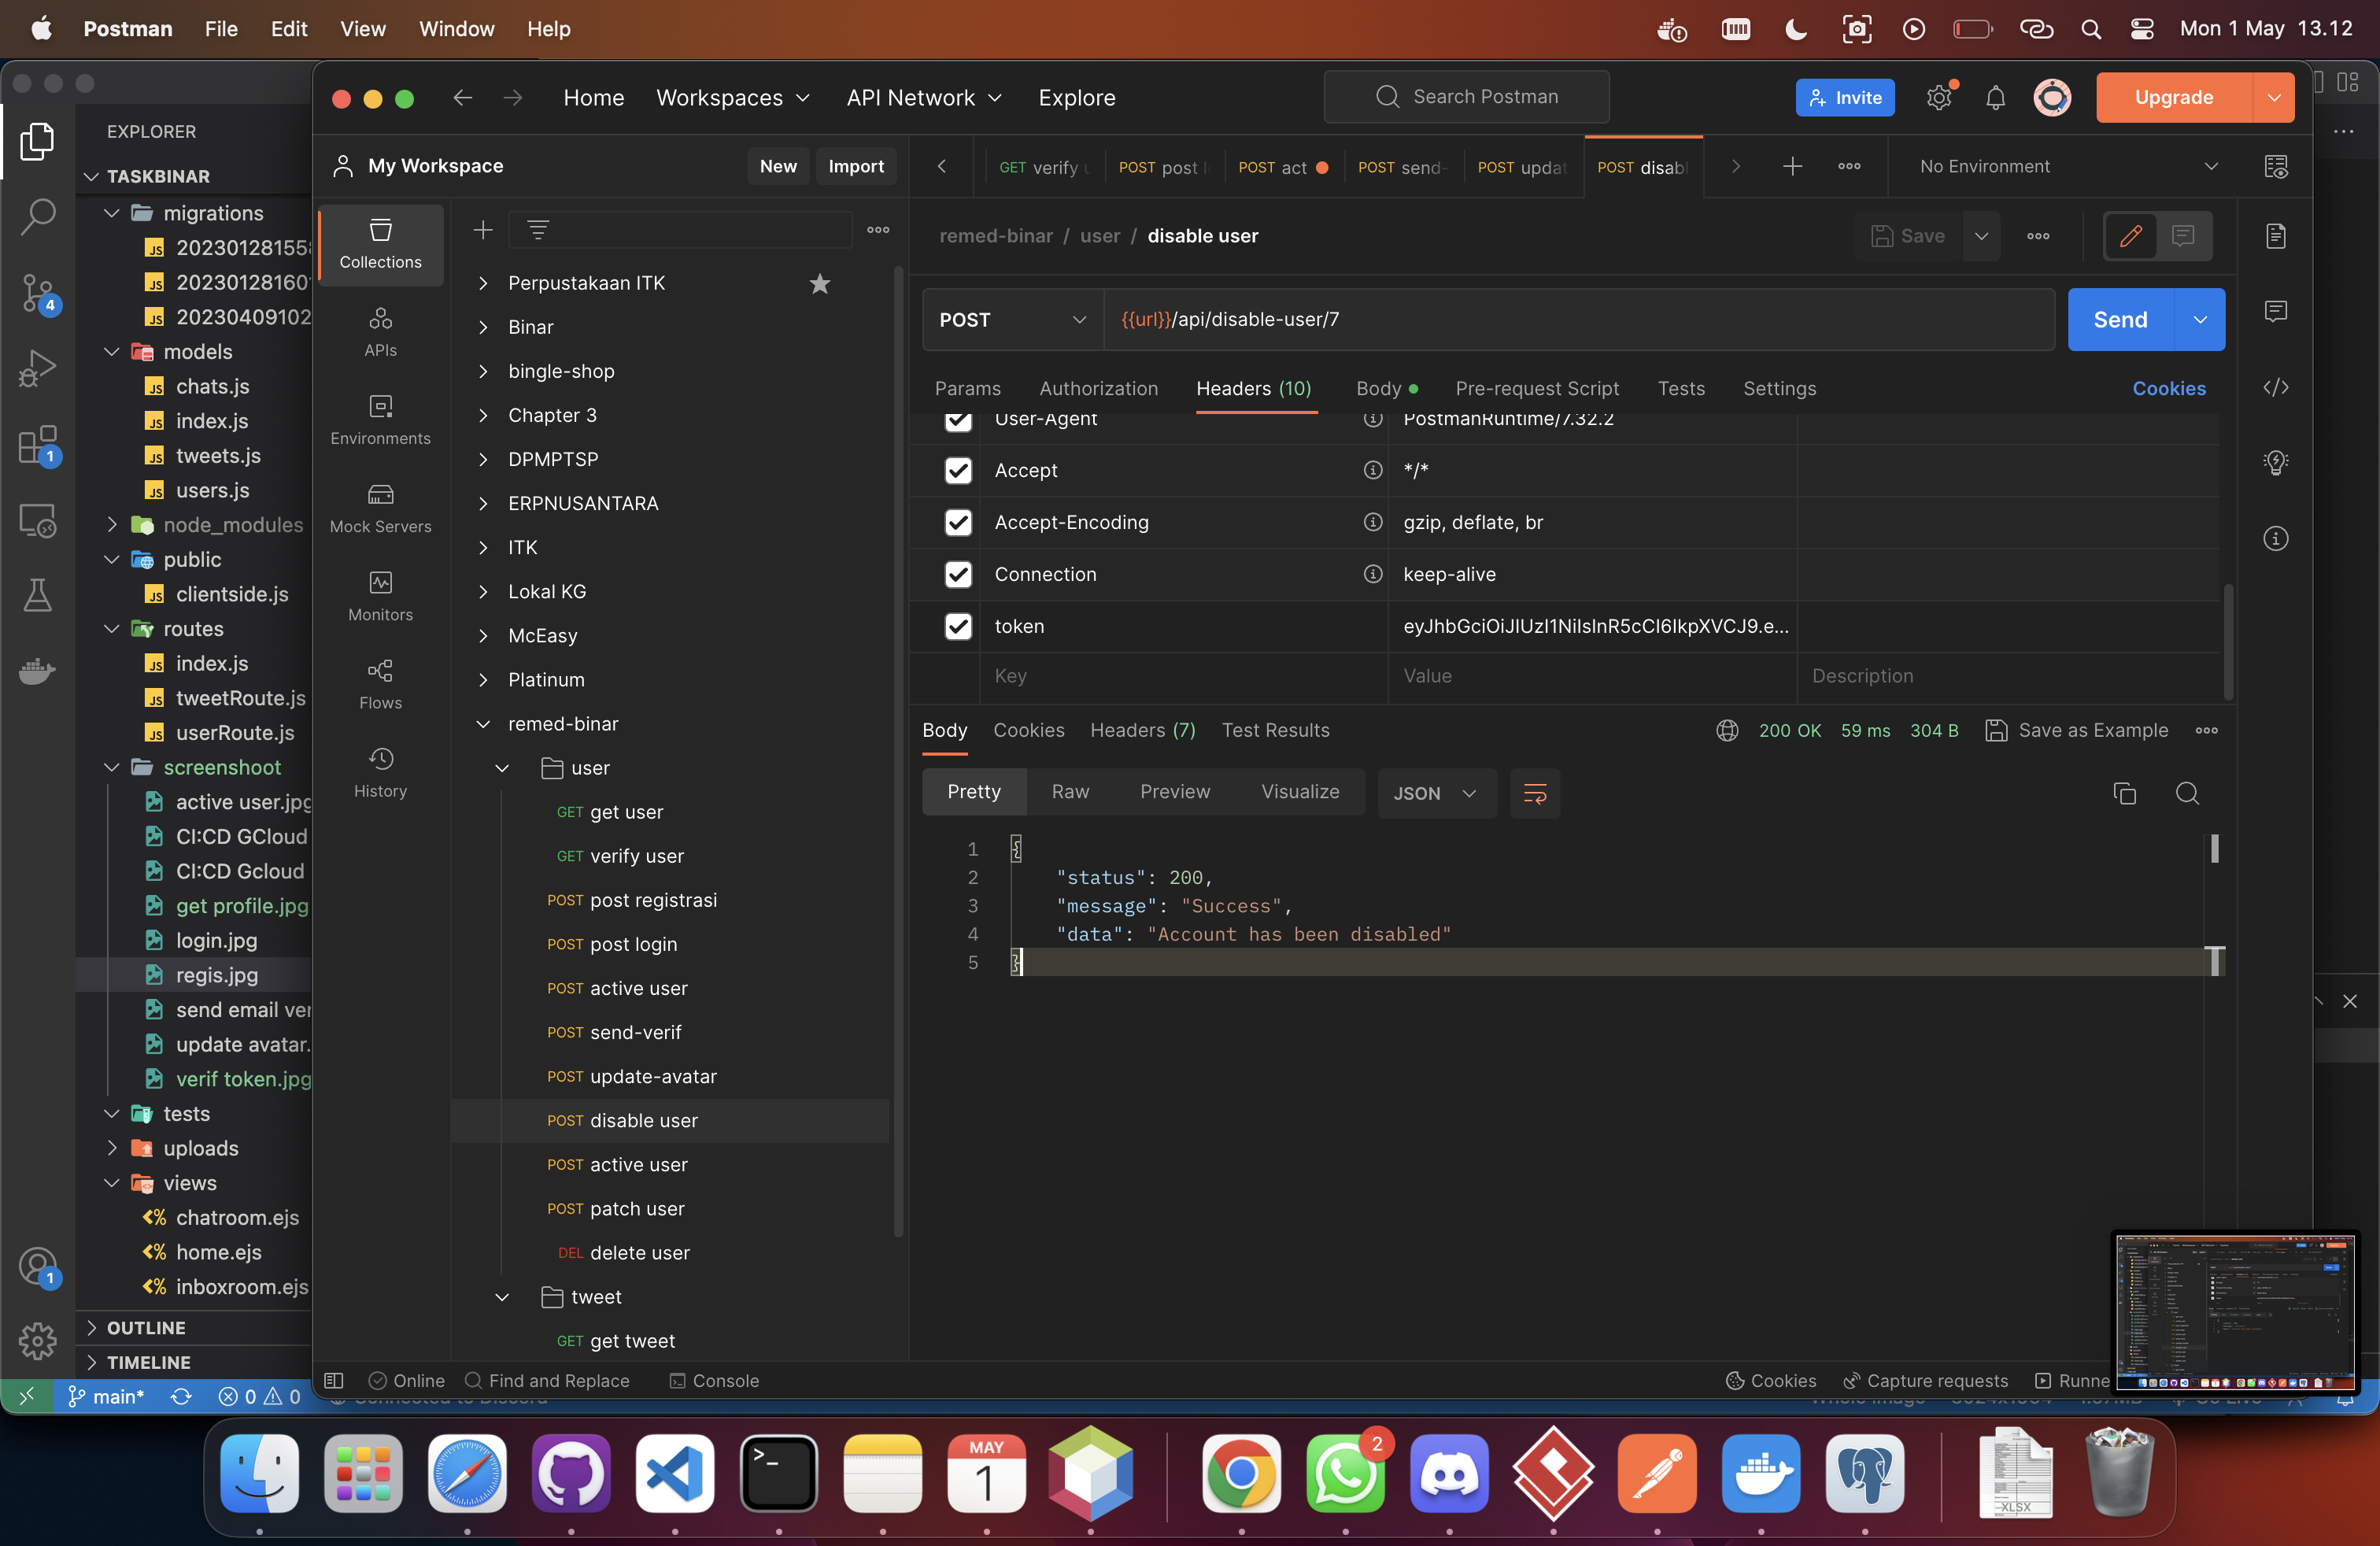 Postman File Edit View Window Help
Mon 1 May 13.12
EXPLORER
TASKBINAR
migrations
20230128155
20230128160
20230409102
models
chats.js
index.js
tweets.js
users.js
node_modules
public
clientside.js
routes
index.js
tweetRoute.js
userRoute.js
screenshoot
active user.jpg
CI:CD GCloud
CI:CD Gcloud
get profile.jpg
login.jpg
regis.jpg
send email ver
update avatar.
verif token.jpg
tests
uploads
views
chatroom.ejs
home.ejs
inboxroom.ejs
OUTLINE
TIMELINE
4
1
1
main* 0 0
Home Workspaces API Network Explore
Search Postman
Invite
Upgrade
My Workspace
New Import
Collections
APIs
Environments
Mock Servers
Monitors
Flows
History
Perpustakaan ITK
Binar
bingle-shop
Chapter 3
DPMPTSP
ERPNUSANTARA
ITK
Lokal KG
McEasy
Platinum
remed-binar
user
GET get user
GET verify user
POST post registrasi
POST post login
POST active user
POST send-verif
POST update-avatar
POST disable user
POST active user
POST patch user
DEL delete user
tweet
GET get tweet
GET verify u
POST post l
POST act
POST send-
POST updat
POST disabl
No Environment
remed-binar / user / disable user
Save
POST {{url}}/api/disable-user/7
Send
Params Authorization Headers (10) Body Pre-request Script Tests Settings Cookies
User-Agent PostmanRuntime/7.32.2
Accept */*
Accept-Encoding gzip, deflate, br
Connection keep-alive
token eyJhbGciOiJIUzI1NiIsInR5cCI6IkpXVCJ9.e...
Key Value Description
Body Cookies Headers (7) Test Results
200 OK 59 ms 304 B Save as Example
Pretty Raw Preview Visualize JSON
1 {
2 "status": 200,
3 "message": "Success",
4 "data": "Account has been disabled"
5 }
Online Find and Replace Console
Cookies Capture requests Runne
MAY
1
2
XLSX